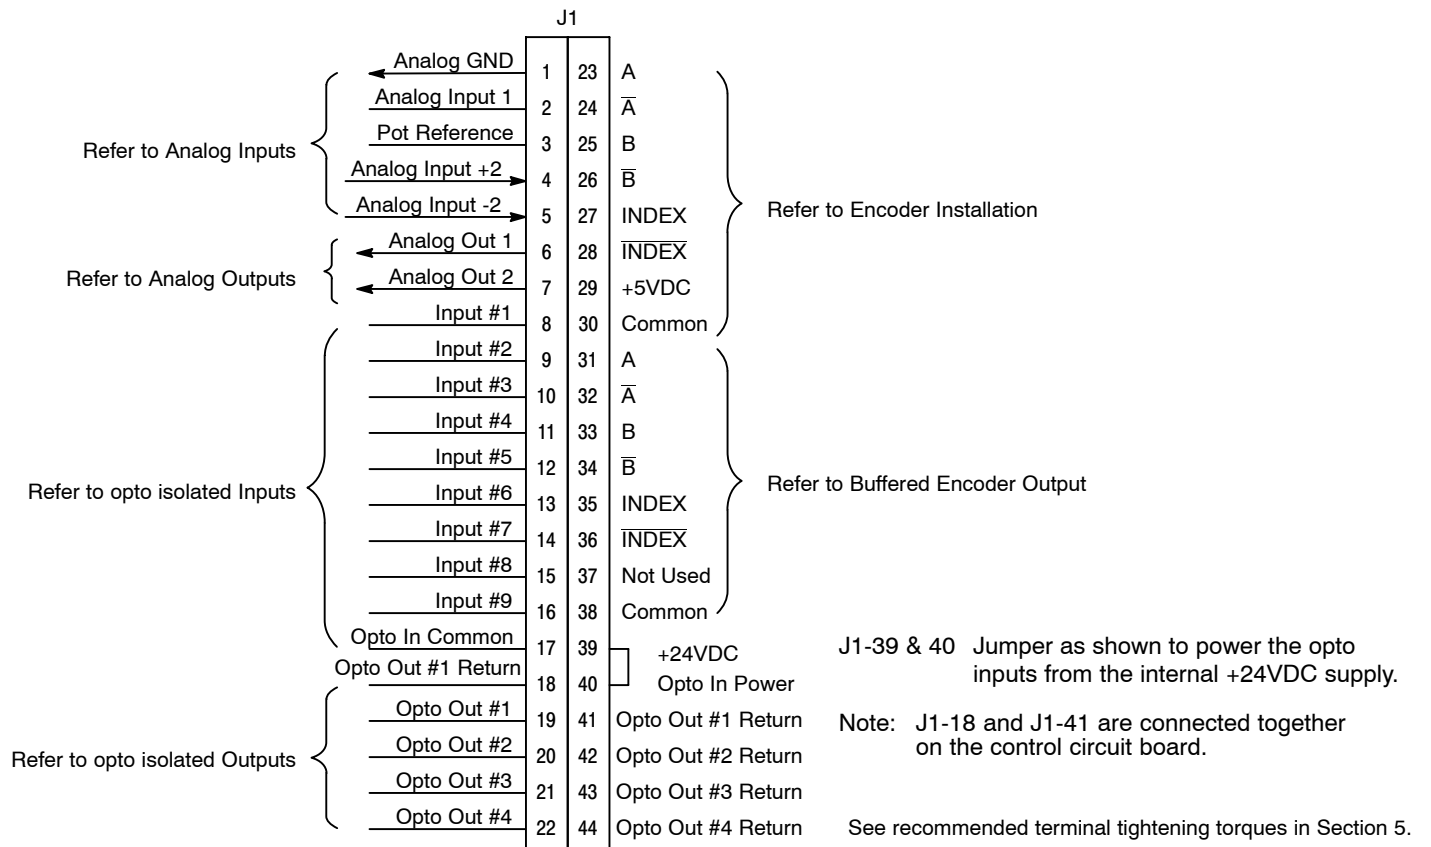 J1
Analog GND 1 23 A
Analog Input 1 2 24 A̅
Pot Reference 3 25 B
Analog Input +2 4 26 B̅
Analog Input -2 5 27 INDEX
Analog Out 1 6 28 I̅N̅D̅E̅X̅
Analog Out 2 7 29 +5VDC
Input #1 8 30 Common
Input #2 9 31 A
Input #3 10 32 A̅
Input #4 11 33 B
Input #5 12 34 B̅
Input #6 13 35 INDEX
Input #7 14 36 I̅N̅D̅E̅X̅
Input #8 15 37 Not Used
Input #9 16 38 Common
Opto In Common 17 39 +24VDC
Opto Out #1 Return 18 40 Opto In Power
Opto Out #1 19 41 Opto Out #1 Return
Opto Out #2 20 42 Opto Out #2 Return
Opto Out #3 21 43 Opto Out #3 Return
Opto Out #4 22 44 Opto Out #4 Return
Refer to Analog Inputs
Refer to Analog Outputs
Refer to opto isolated Inputs
Refer to opto isolated Outputs
Refer to Encoder Installation
Refer to Buffered Encoder Output
J1-39 & 40 Jumper as shown to power the opto
inputs from the internal +24VDC supply.
Note: J1-18 and J1-41 are connected together
on the control circuit board.
See recommended terminal tightening torques in Section 5.